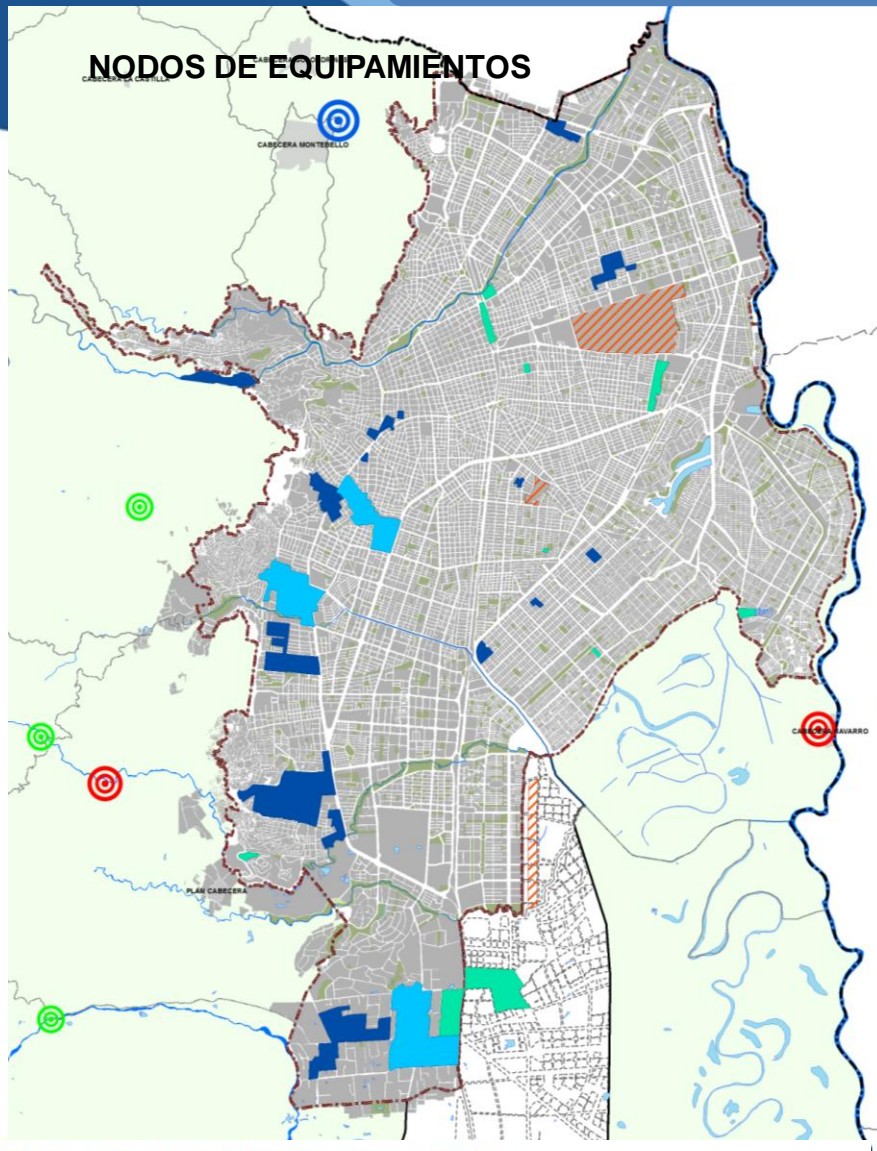 NODOS DE EQUIPAMIENTOS
CABECERA LA CASTILLA
CABECERA MONTEBELLO
CABECERA NAVARRO
PLAN CABECERA